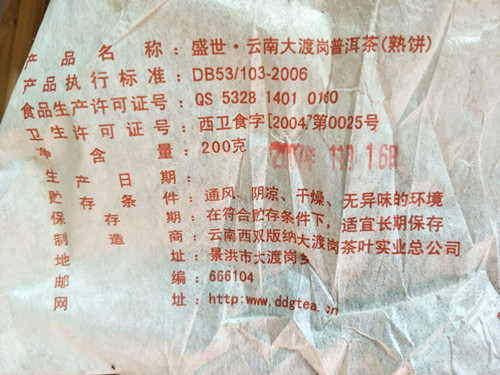 产品名称：盛世·云南大渡岗普洱茶(熟饼)
产品执行标准：DB53/103-2006
食品生产许可证号：QS 5328 1401 0160
卫生许可证号：西卫食字[2004]第0025号
净含量：200克
生产日期：
11月16日
贮存条件：通风、阴凉、干燥、无异味的环境
保存期：在符合贮存条件下，适宜长期保存
制造商：云南西双版纳大渡岗茶叶实业总公司
地址：景洪市大渡岗乡
邮编：666104
网址：http:www.ddgtea.cn